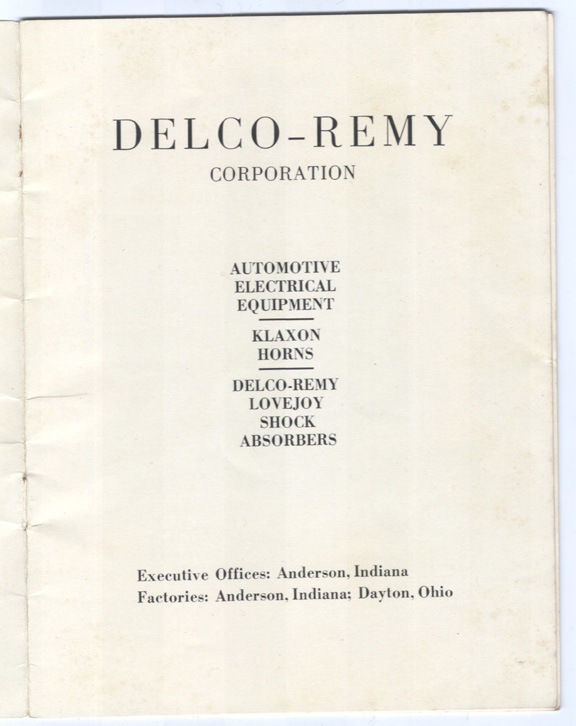 DELCO-REMY
CORPORATION
AUTOMOTIVE
ELECTRICAL
EQUIPMENT
KLAXON
HORNS
DELCO-REMY
LOVEJOY
SHOCK
ABSORBERS
Executive Offices: Anderson, Indiana
Factories: Anderson, Indiana; Dayton, Ohio